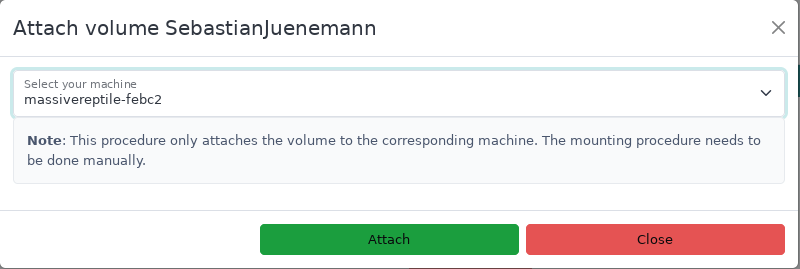 Attach volume SebastianJuenemann
Select your machine
massivereptile-febc2
Note: This procedure only attaches the volume to the corresponding machine. The mounting procedure needs to
be done manually.
Attach
Close